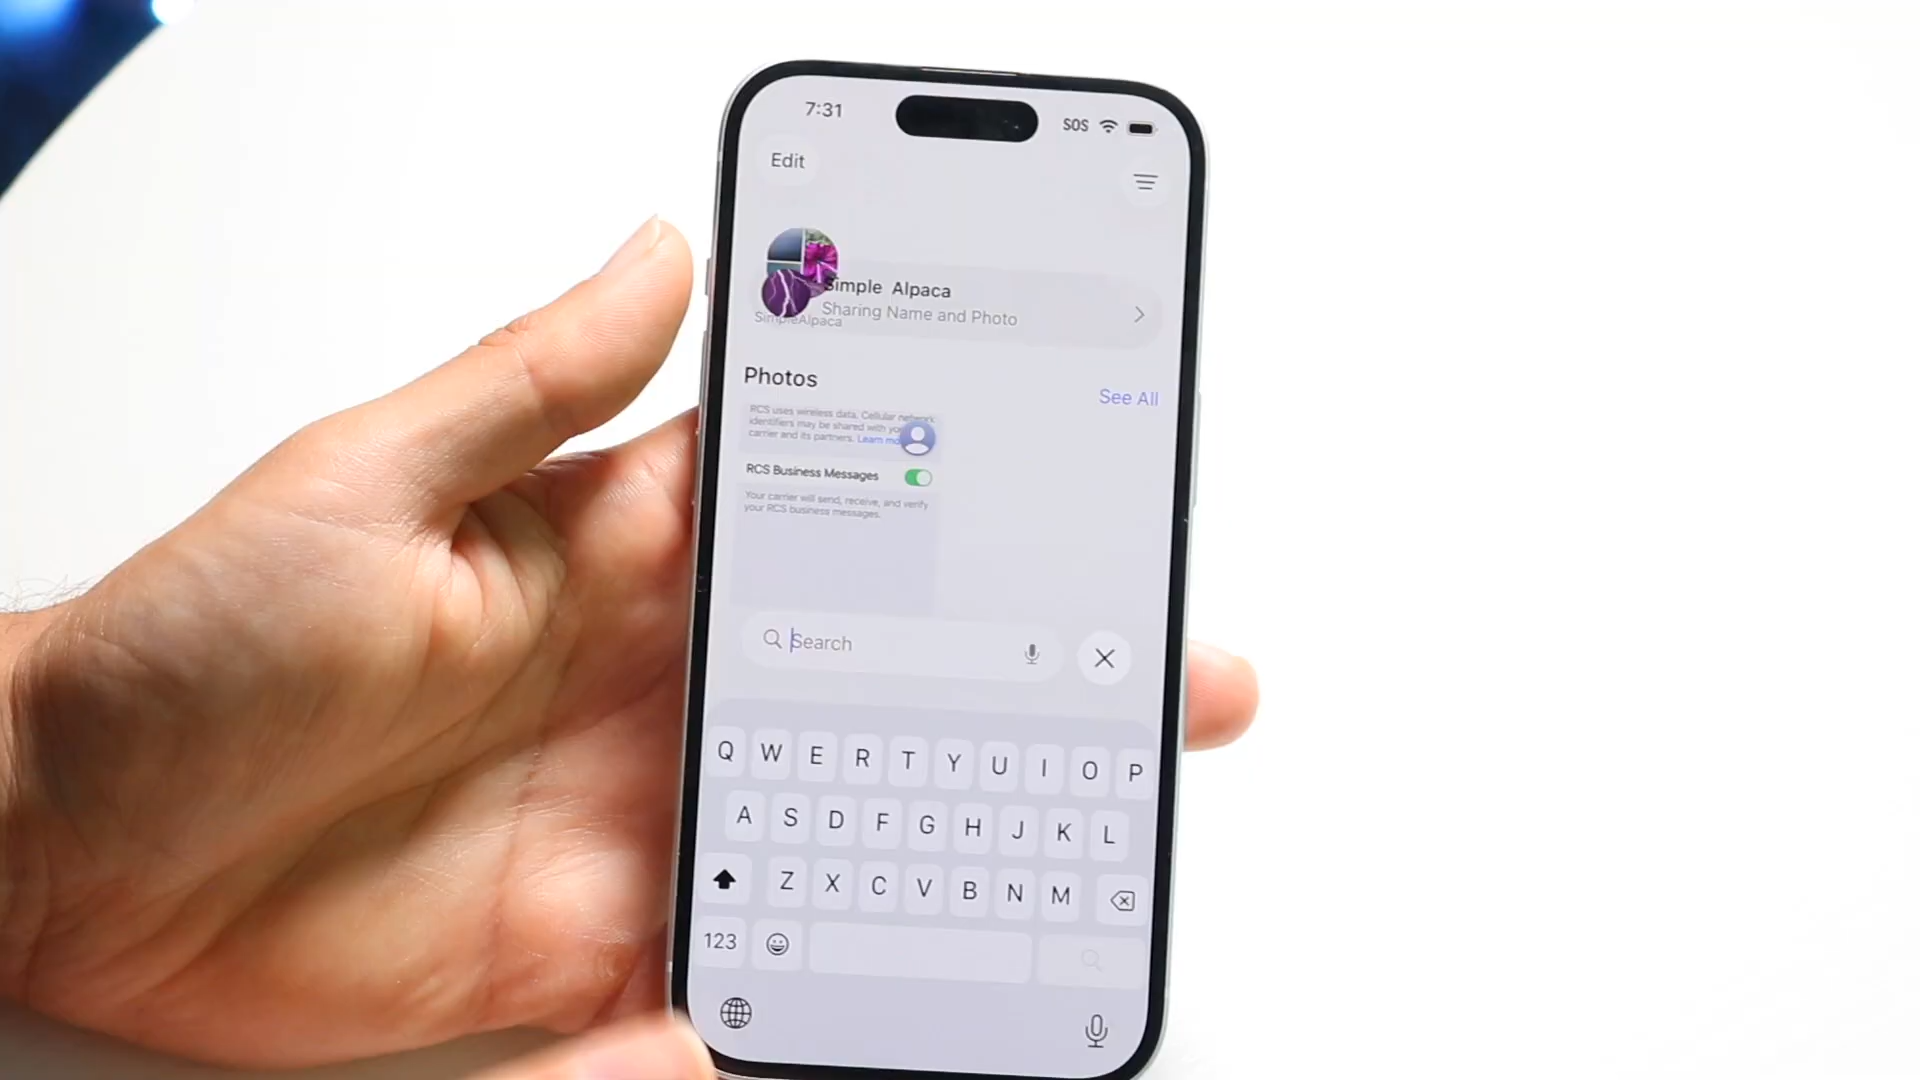 7:31
SOS
Edit
Simple Alpaca
Sharing Name and Photo
SimpleAlpaca
Photos
See All
RCS uses wireless data. Cellular network
identifiers may be shared with
carrier and its partners. Learn
RCS Business Messages
Your carrier will send, receive, and verify
your RCS business messages.
Search
Q W E R T Y U I O P
A S D F G H J K L
Z X C V B N M
123